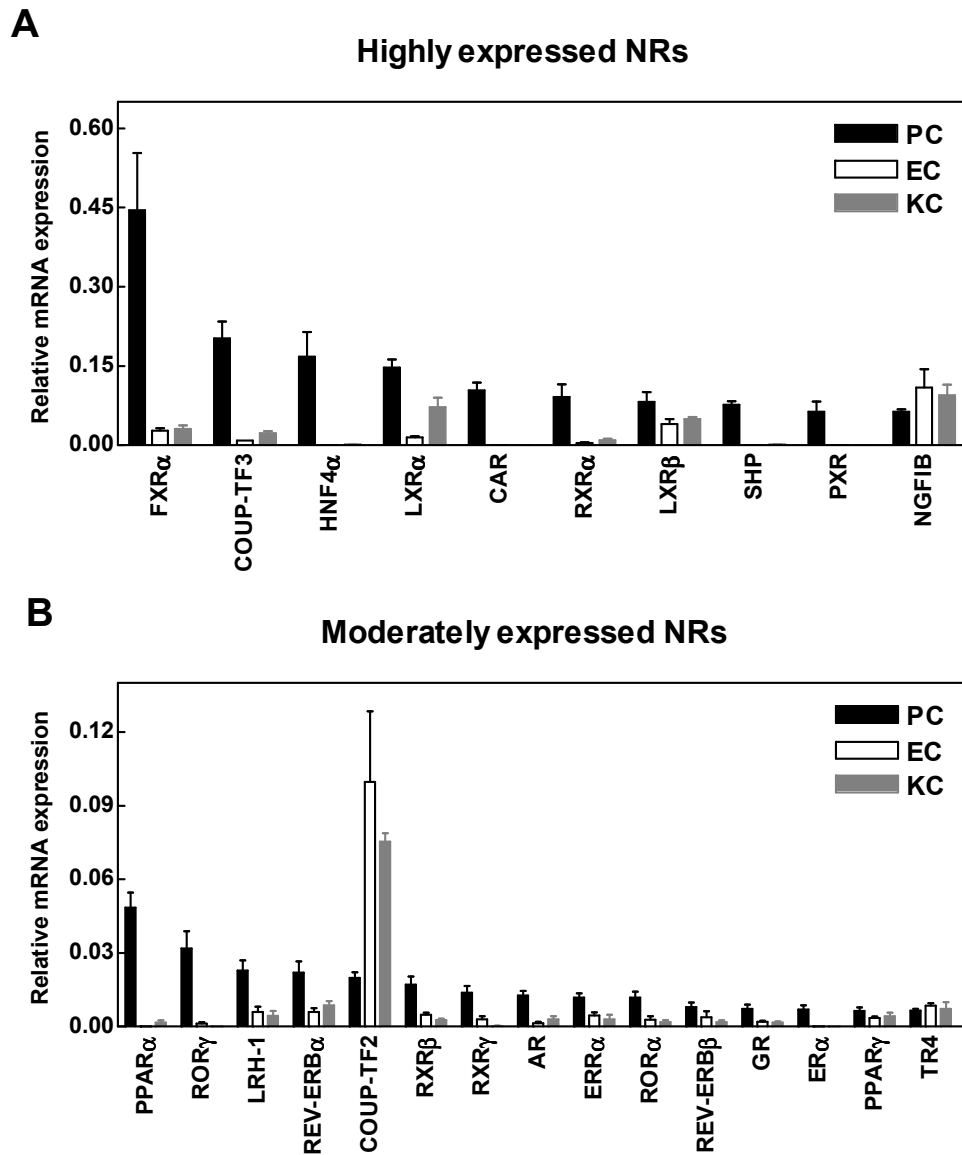 A
Highly expressed NRs
Relative mRNA expression
0.60
0.45
0.30
0.15
0.00
PC
EC
KC
FXRα
COUP-TF3
HNF4α
LXRα
CAR
RXRα
LXRβ
SHP
PXR
NGFIB
B
Moderately expressed NRs
Relative mRNA expression
0.12
0.09
0.06
0.03
0.00
PC
EC
KC
PPARα
RORγ
LRH-1
REV-ERBα
COUP-TF2
RXRβ
RXRγ
AR
ERRα
RORα
REV-ERBβ
GR
ERα
PPARγ
TR4